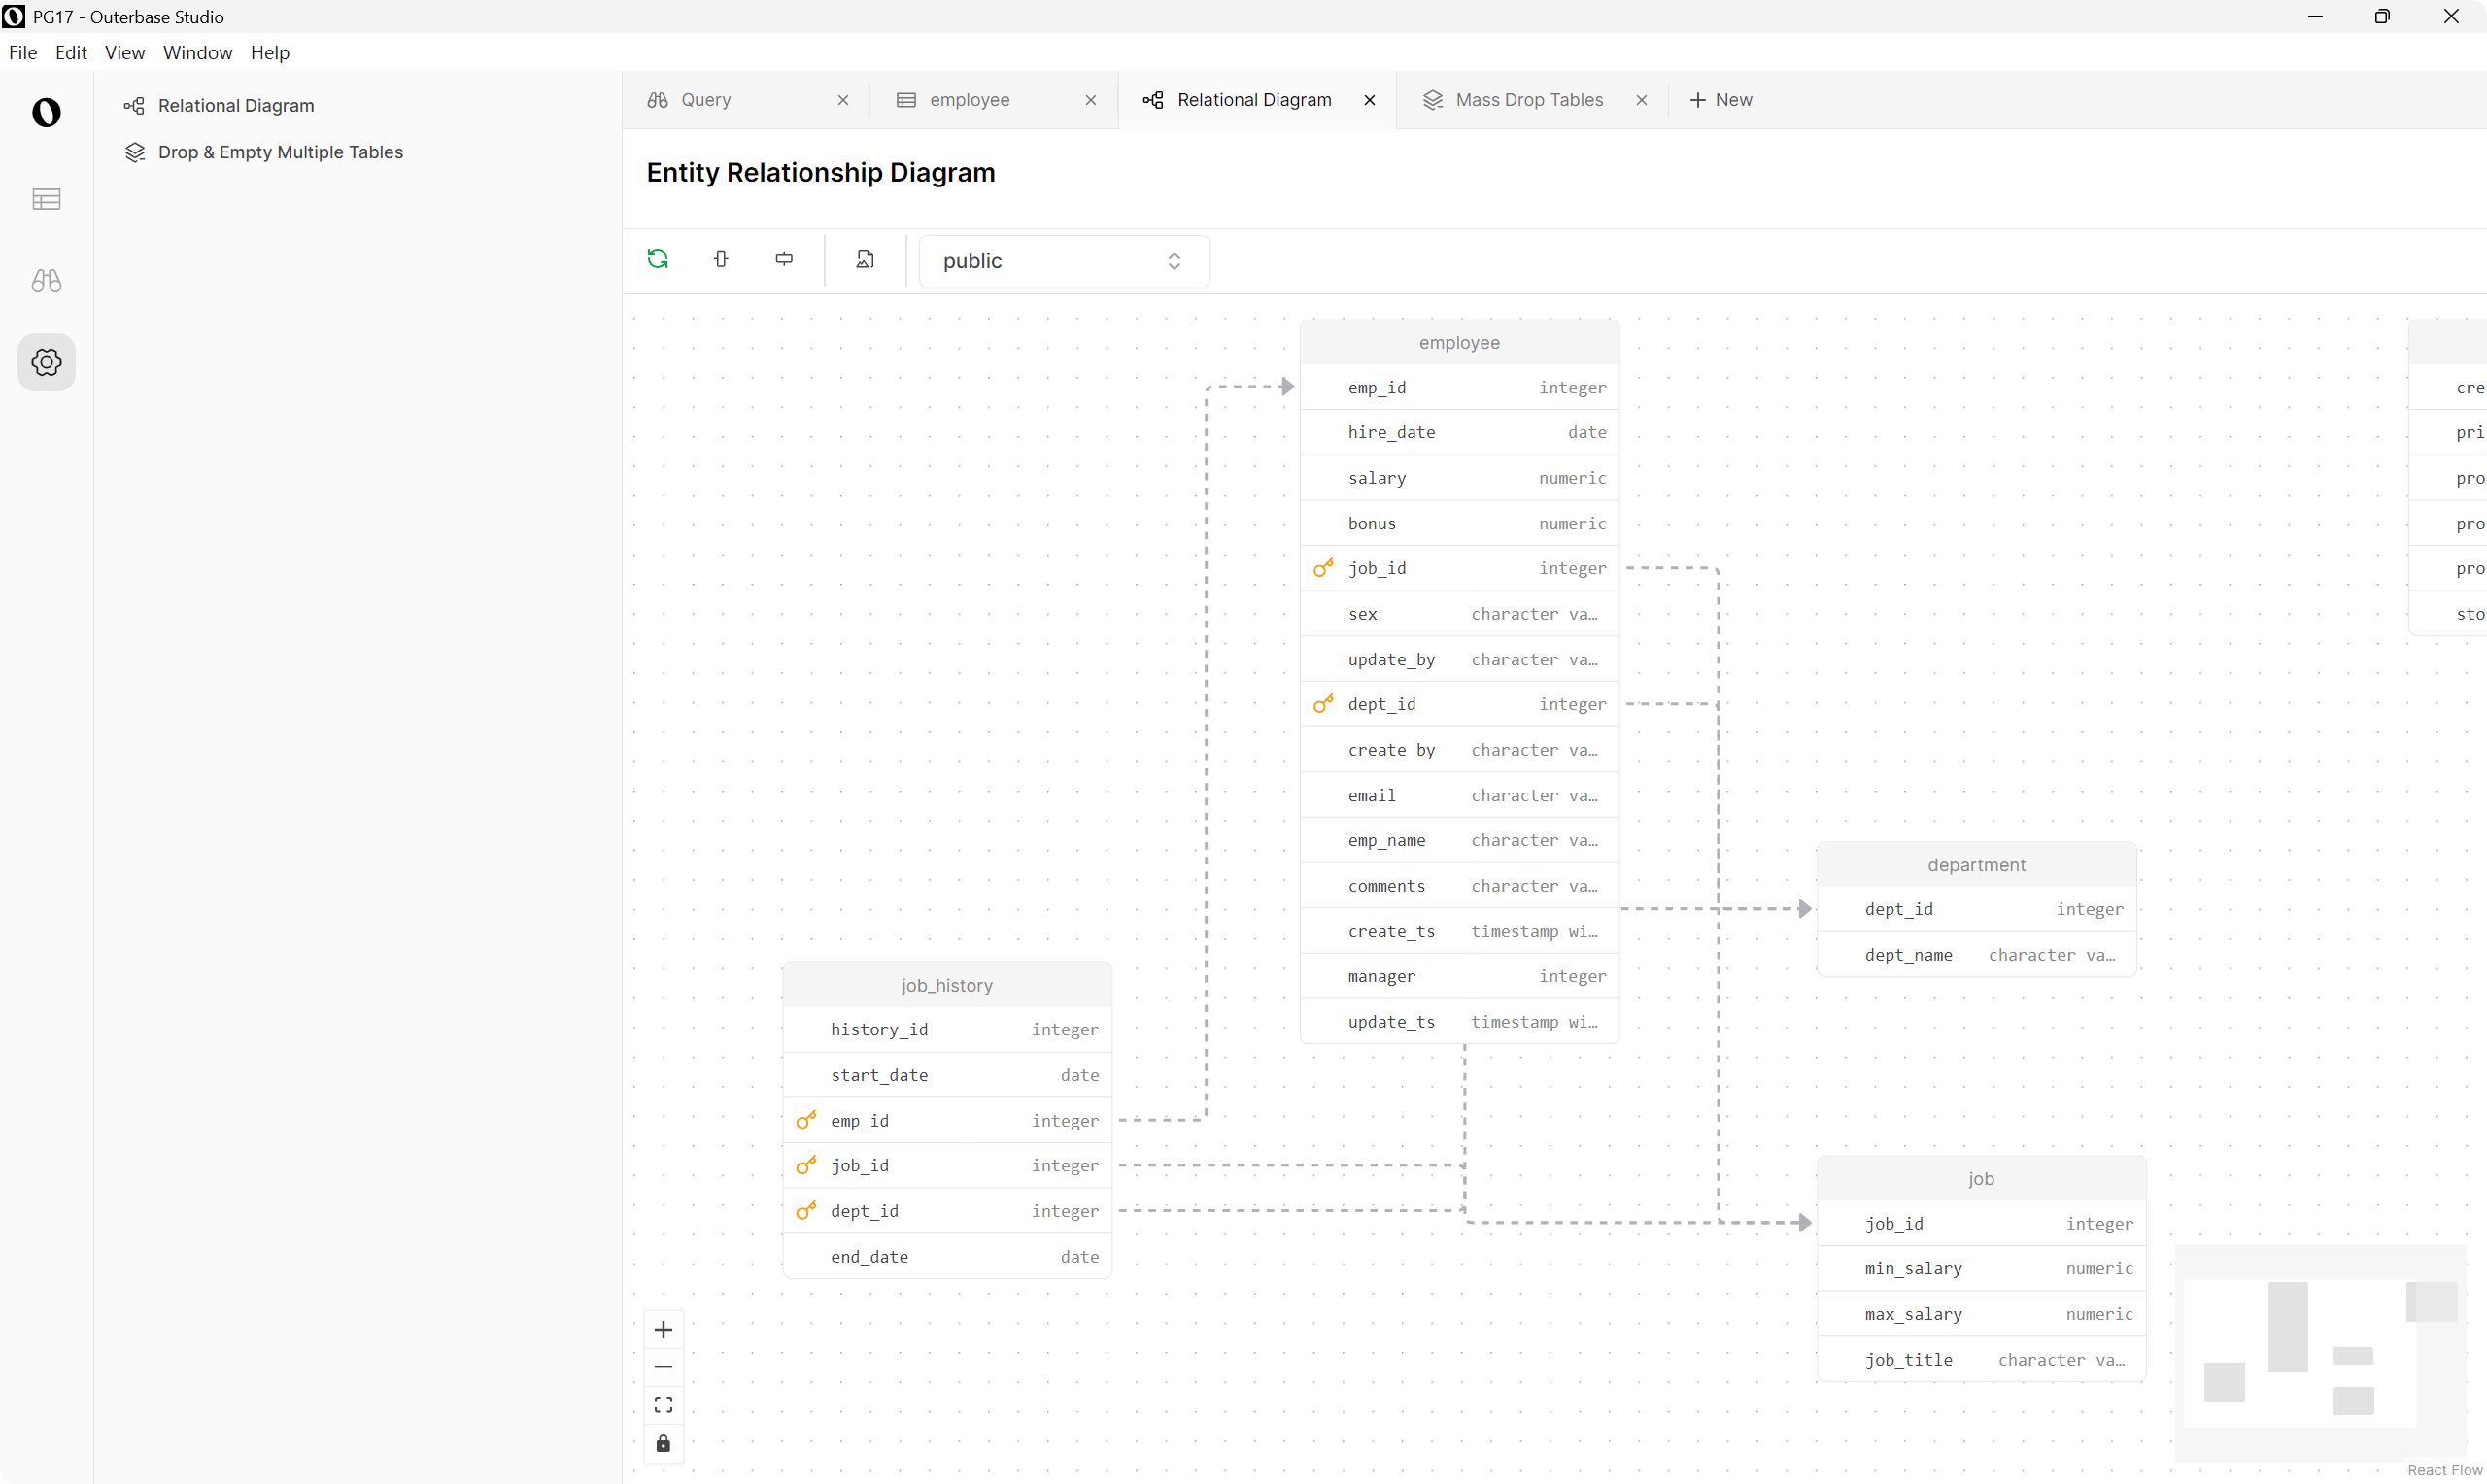 PG17 - Outerbase Studio
File Edit View Window Help
Relational Diagram
Drop & Empty Multiple Tables
Query
employee
Relational Diagram
Mass Drop Tables
New
Entity Relationship Diagram
public
employee
emp_id integer
hire_date date
salary numeric
bonus numeric
job_id integer
sex character va...
update_by character va...
dept_id integer
create_by character va...
email character va...
emp_name character va...
comments character va...
create_ts timestamp wi...
manager integer
update_ts timestamp wi...
cre
pri
pro
pro
pro
sto
department
dept_id integer
dept_name character va...
job_history
history_id integer
start_date date
emp_id integer
job_id integer
dept_id integer
end_date date
job
job_id integer
min_salary numeric
max_salary numeric
job_title character va...
React Flow